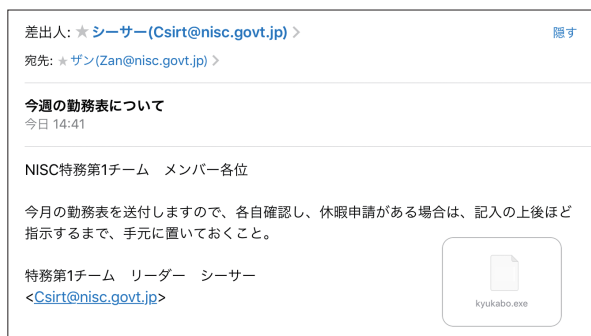 差出人: ★ シーサー(Csirt@nisc.govt.jp) >
隠す
宛先: ★ ザン(Zan@nisc.govt.jp) >
今週の勤務表について
今日 14:41
NISC特務第1チーム　メンバー各位
今月の勤務表を送付しますので、各自確認し、休暇申請がある場合は、記入の上後ほど
指示するまで、手元に置いておくこと。
特務第1チーム　リーダー　シーサー
<Csirt@nisc.govt.jp>
kyukabo.exe